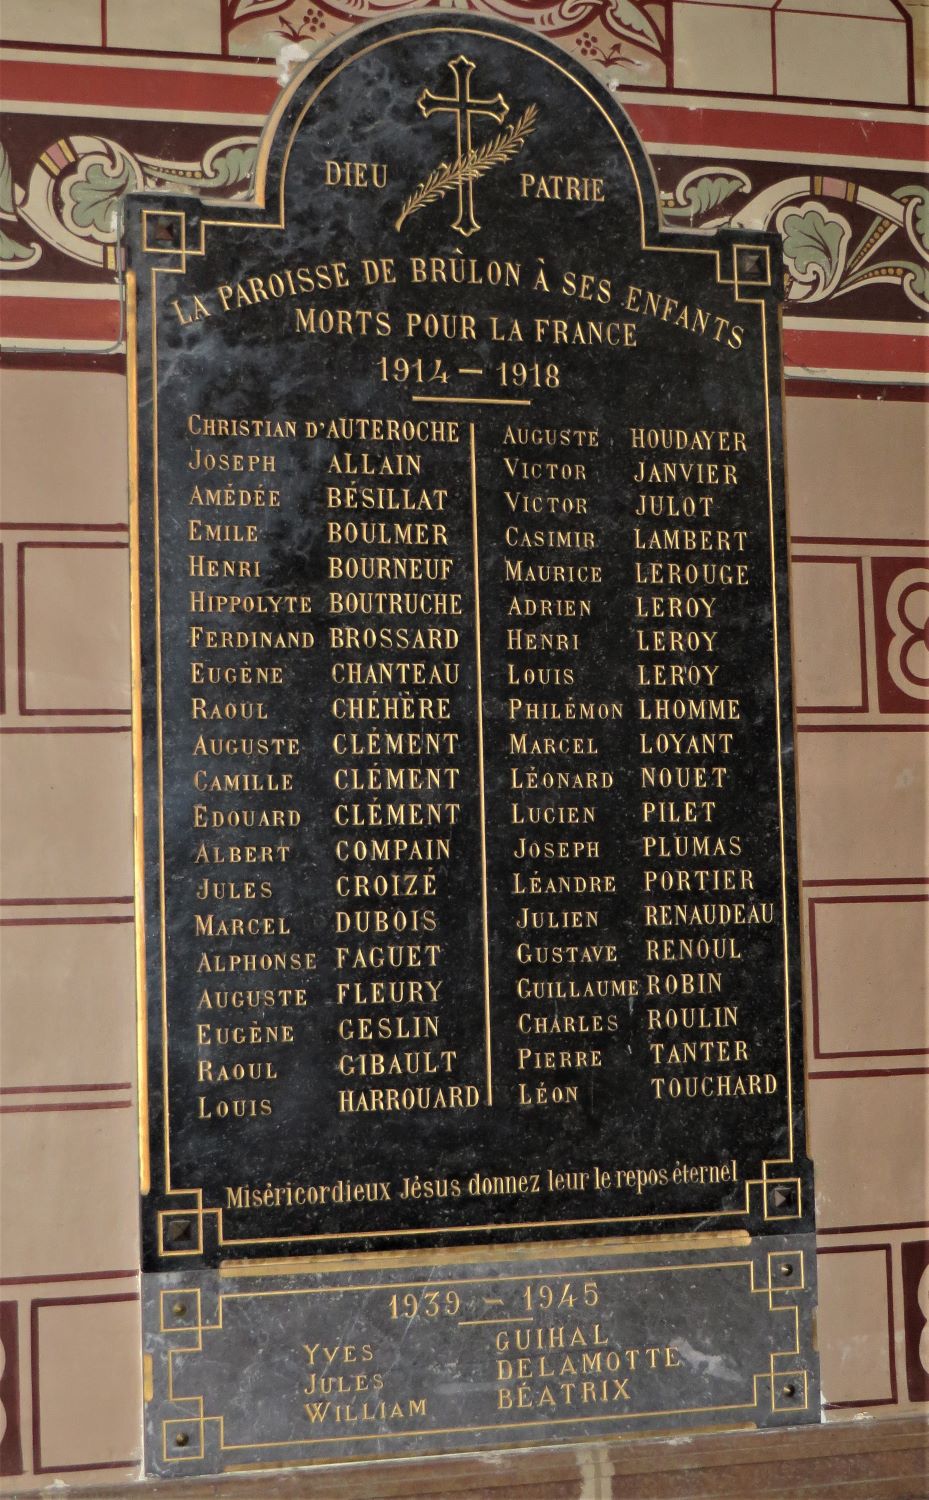 DIEU PATRIE
LA PAROISSE DE BRÛLON À SES ENFANTS
MORTS POUR LA FRANCE
1914 - 1918
CHRISTIAN D'AUTEROCHE
JOSEPH ALLAIN
AMÉDÉE BÉSILLAT
EMILE BOULMER
HENRI BOURNEUF
HIPPOLYTE BOUTRUCHE
FERDINAND BROSSARD
EUGÈNE CHANTEAU
RAOUL CHÉHÈRE
AUGUSTE CLÉMENT
CAMILLE CLÉMENT
ÉDOUARD CLÉMENT
ALBERT COMPAIN
JULES CROIZÉ
MARCEL DUBOIS
ALPHONSE FAGUET
AUGUSTE FLEURY
EUGÈNE GESLIN
RAOUL GIBAULT
LOUIS HARROUARD
AUGUSTE HOUDAYER
VICTOR JANVIER
VICTOR JULOT
CASIMIR LAMBERT
MAURICE LEROUGE
ADRIEN LEROY
HENRI LEROY
LOUIS LEROY
PHILÉMON LHOMME
MARCEL LOYANT
LÉONARD NOUET
LUCIEN PILET
JOSEPH PLUMAS
LÉANDRE PORTIER
JULIEN RENAUDEAU
GUSTAVE RENOUL
GUILLAUME ROBIN
CHARLES ROULIN
PIERRE TANTER
LÉON TOUCHARD
Miséricordieux Jésus donnez leur le repos éternel
1939 - 1945
YVES GUIHAL
JULES DELAMOTTE
WILLIAM BÉATRIX